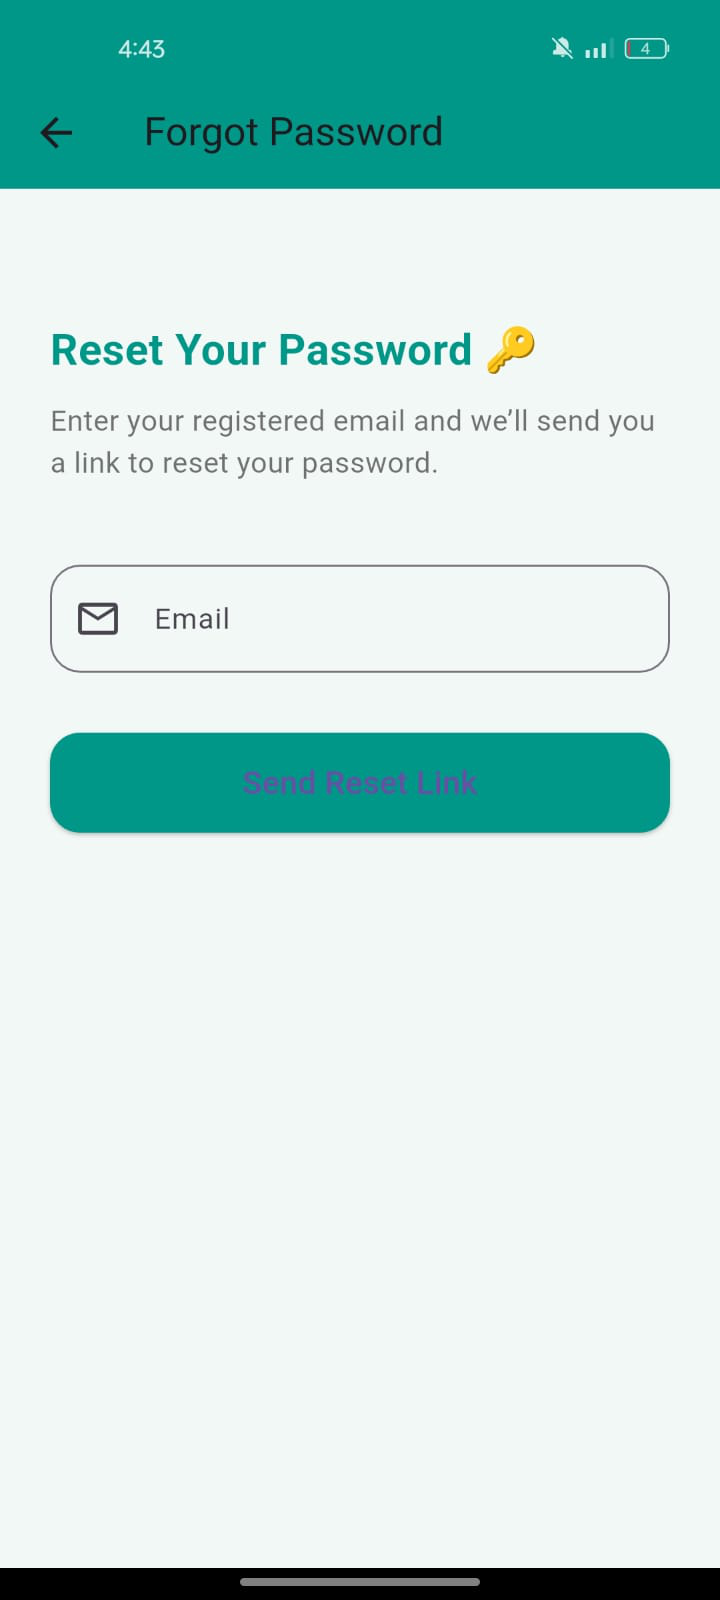 4:43
4
Forgot Password
Reset Your Password 🔑
Enter your registered email and we’ll send you
a link to reset your password.
Email
Send Reset Link